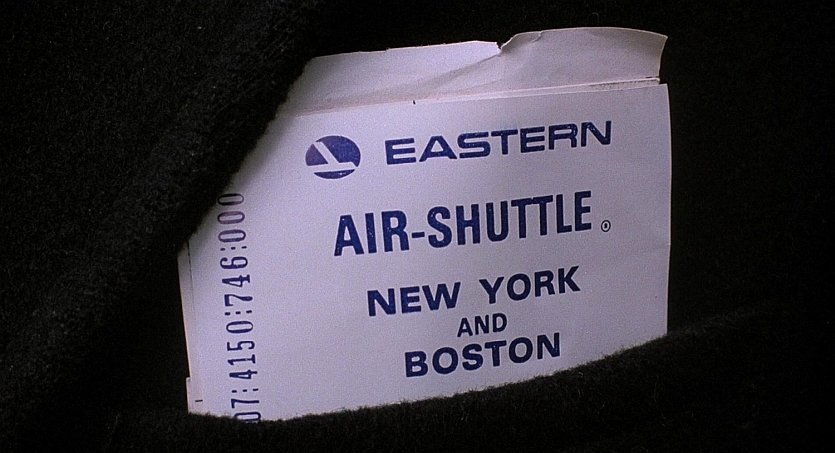 EASTERN
AIR-SHUTTLE®
NEW YORK
AND
BOSTON
07:4150:746:000